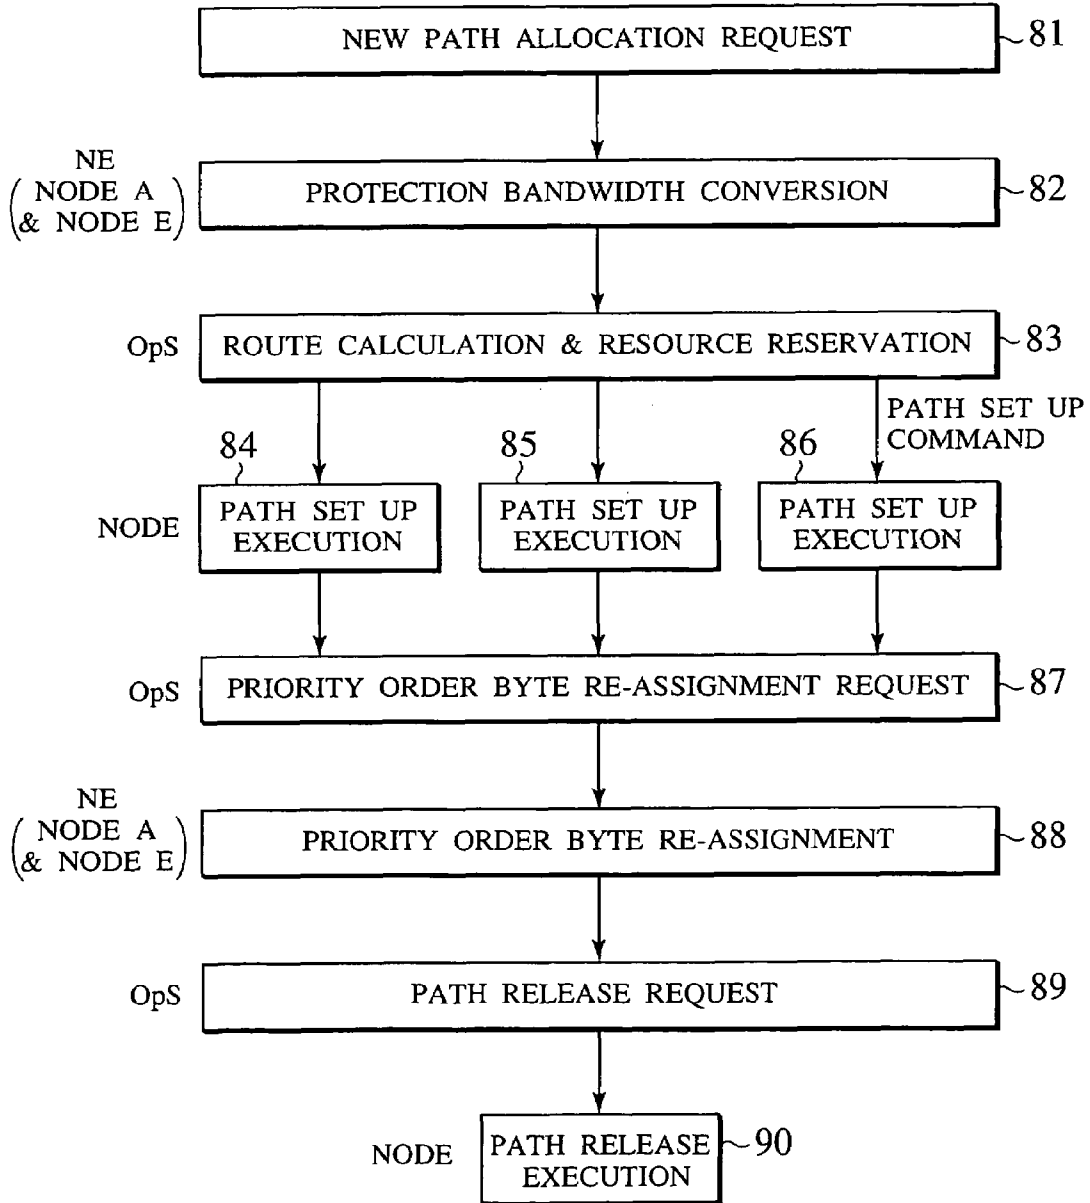 NEW PATH ALLOCATION REQUEST
81
NE
NODE A
& NODE E
PROTECTION BANDWIDTH CONVERSION
82
OpS
ROUTE CALCULATION & RESOURCE RESERVATION
83
PATH SET UP
COMMAND
84
85
86
NODE
PATH SET UP
EXECUTION
PATH SET UP
EXECUTION
PATH SET UP
EXECUTION
OpS
PRIORITY ORDER BYTE RE-ASSIGNMENT REQUEST
87
NE
NODE A
& NODE E
PRIORITY ORDER BYTE RE-ASSIGNMENT
88
OpS
PATH RELEASE REQUEST
89
NODE
PATH RELEASE
EXECUTION
90